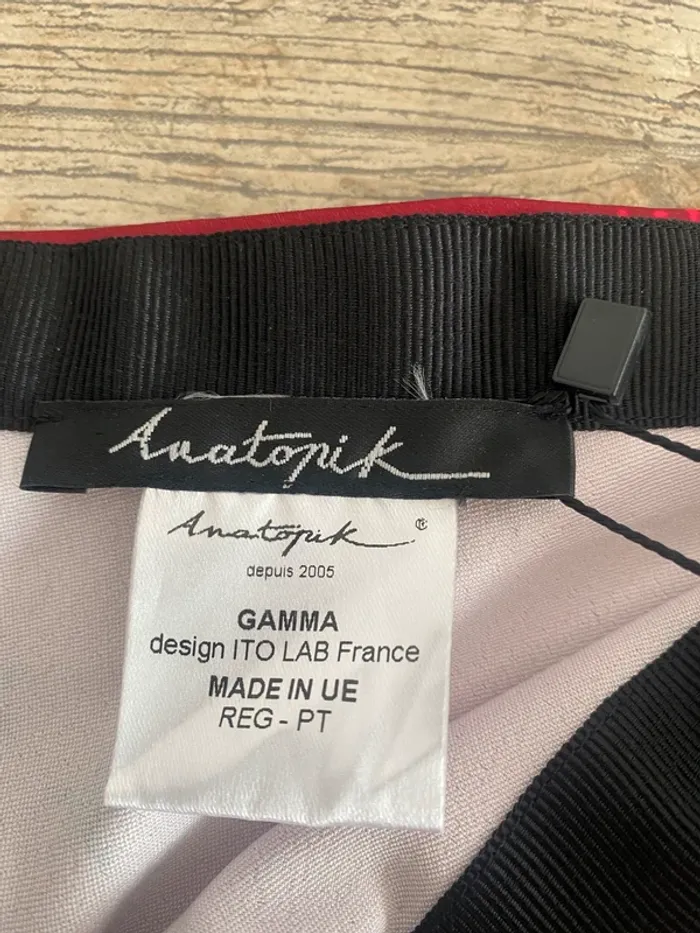 Anatopik
Anatopik ®
depuis 2005
GAMMA
design ITO LAB France
MADE IN UE
REG - PT